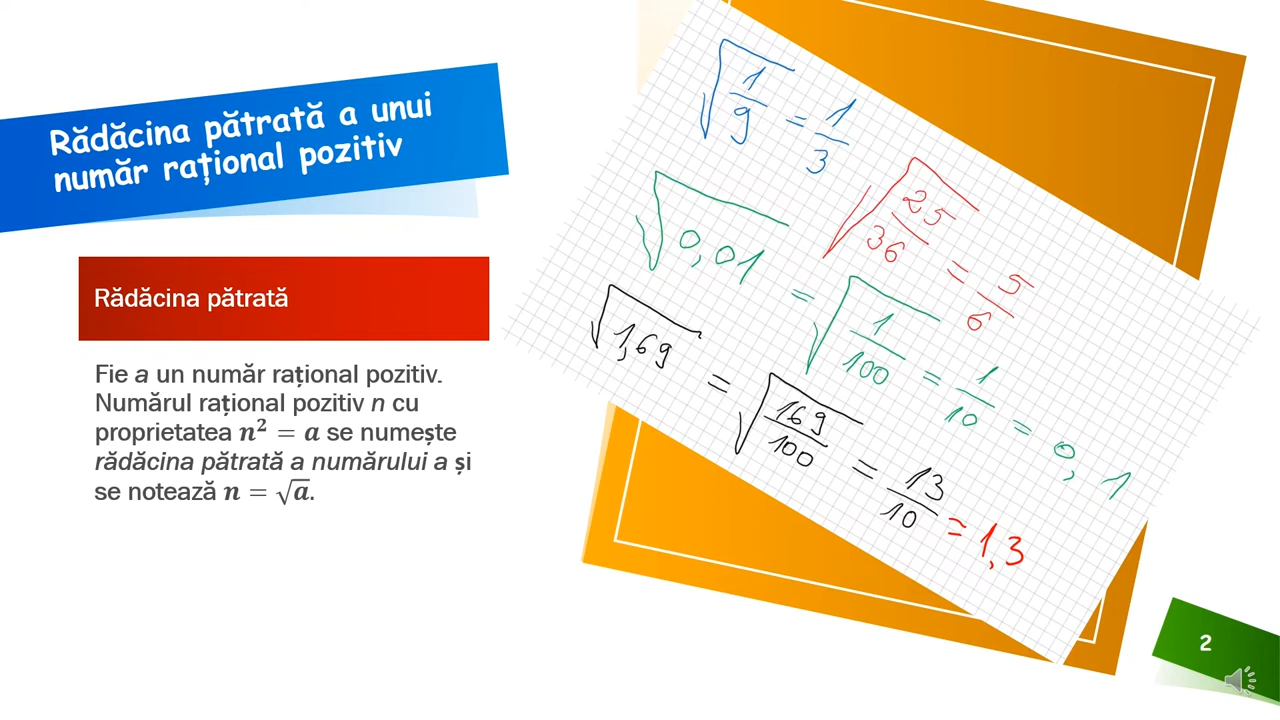 Rădăcina pătrată a unui
număr rațional pozitiv
Rădăcina pătrată
Fie a un număr rațional pozitiv.
Numărul rațional pozitiv n cu
proprietatea n² = a se numește
rădăcina pătrată a numărului a și
se notează n = √a.
√(1/9) = 1/3
√(25/36) = 5/6
√0,01 = √(1/100) = 1/10 = 0,1
√1,69 = √(169/100) = 13/10 = 1,3
2